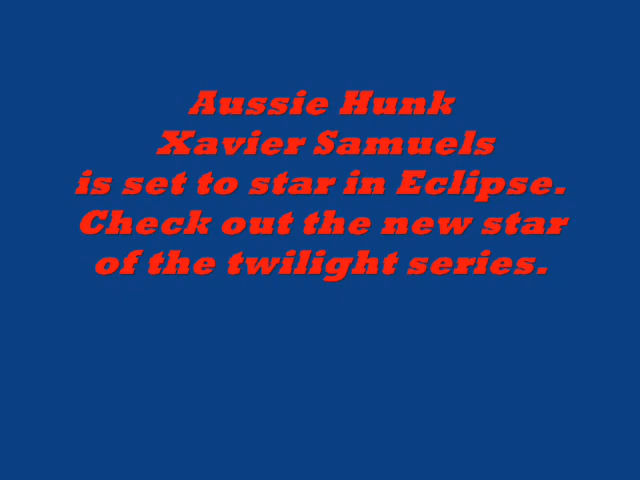 Aussie Hunk
Xavier Samuels
is set to star in Eclipse.
Check out the new star
of the twilight series.